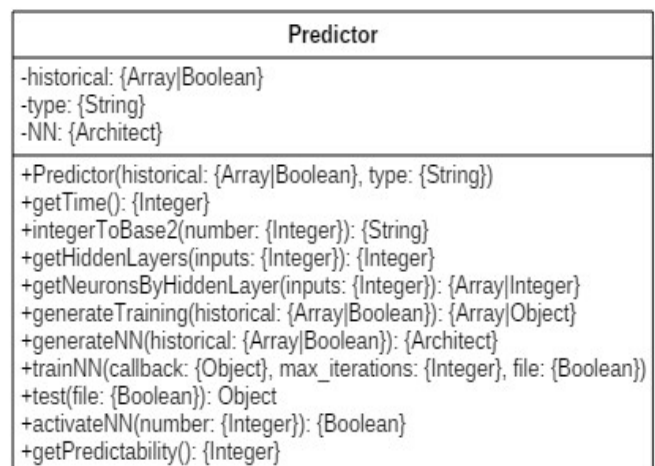 Predictor
-historical: {Array|Boolean}
-type: {String}
-NN: {Architect}
+Predictor(historical: {Array|Boolean}, type: {String})
+getTime(): {Integer}
+integerToBase2(number: {Integer}): {String}
+getHiddenLayers(inputs: {Integer}): {Integer}
+getNeuronsByHiddenLayer(inputs: {Integer}): {Array|Integer}
+generateTraining(historical: {Array|Boolean}): {Array|Object}
+generateNN(historical: {Array|Boolean}): {Architect}
+trainNN(callback: {Object}, max_iterations: {Integer}, file: {Boolean})
+test(file: {Boolean}): Object
+activateNN(number: {Integer}): {Boolean}
+getPredictability(): {Integer}